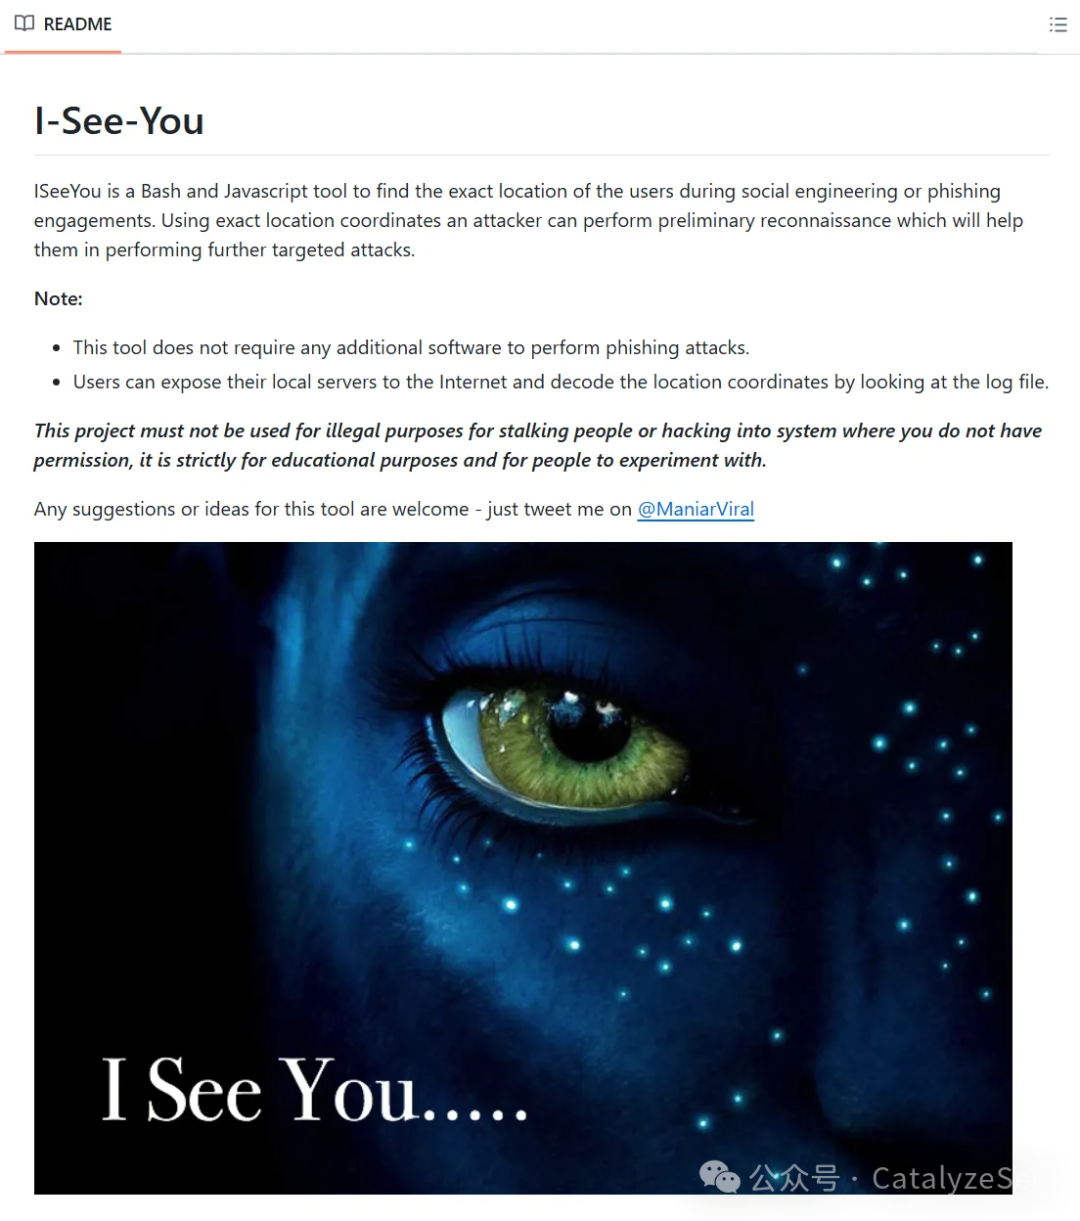 README
I-See-You
ISeeYou is a Bash and Javascript tool to find the exact location of the users during social engineering or phishing
engagements. Using exact location coordinates an attacker can perform preliminary reconnaissance which will help
them in performing further targeted attacks.
Note:
This tool does not require any additional software to perform phishing attacks.
Users can expose their local servers to the Internet and decode the location coordinates by looking at the log file.
This project must not be used for illegal purposes for stalking people or hacking into system where you do not have
permission, it is strictly for educational purposes and for people to experiment with.
Any suggestions or ideas for this tool are welcome - just tweet me on @ManiarViral
I See You.....
公众号 ·